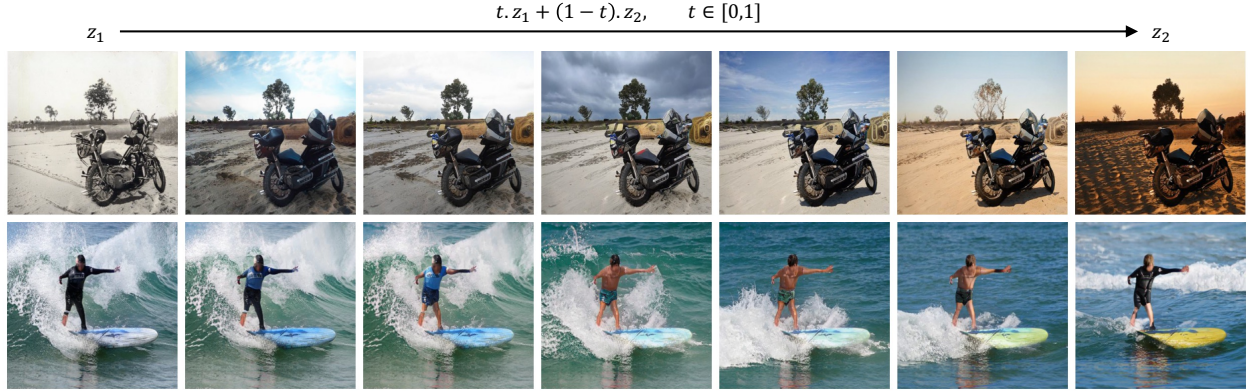 t. z₁ + (1 − t). z₂,  t ∈ [0,1]
z₁ z₂